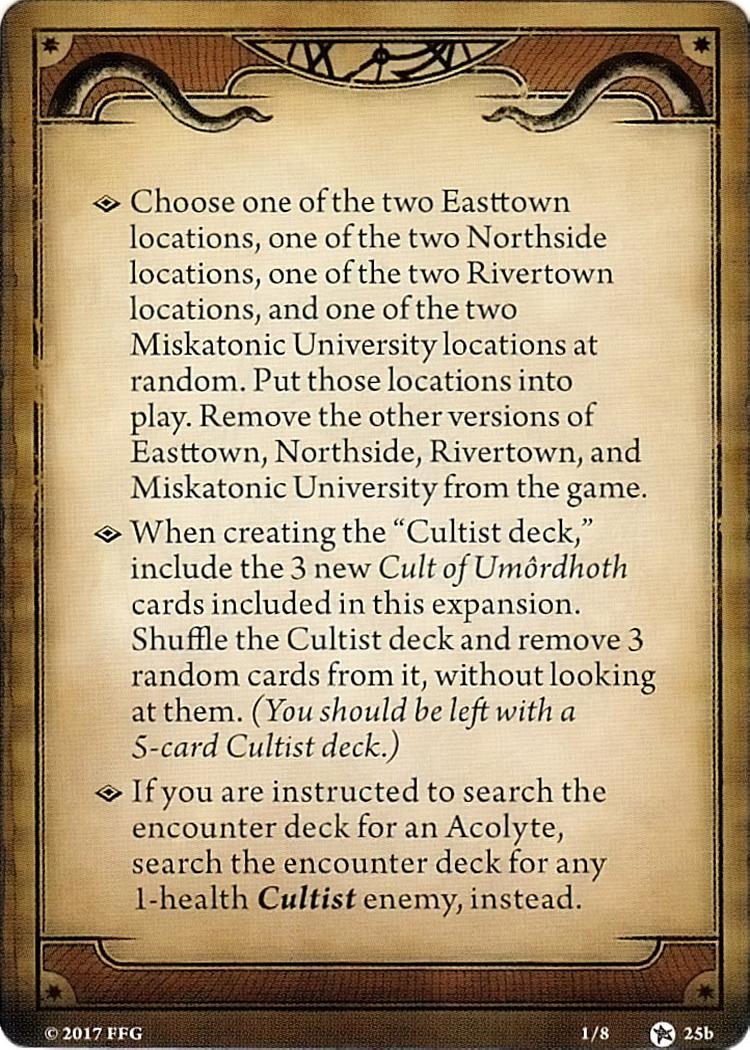 Choose one of the two Easttown
locations, one of the two Northside
locations, one of the two Rivertown
locations, and one of the two
Miskatonic University locations at
random. Put those locations into
play. Remove the other versions of
Easttown, Northside, Rivertown, and
Miskatonic University from the game.
When creating the “Cultist deck,”
include the 3 new Cult of Umôrdhoth
cards included in this expansion.
Shuffle the Cultist deck and remove 3
random cards from it, without looking
at them. (You should be left with a
5-card Cultist deck.)
If you are instructed to search the
encounter deck for an Acolyte,
search the encounter deck for any
1-health Cultist enemy, instead.
© 2017 FFG 1/8 25b